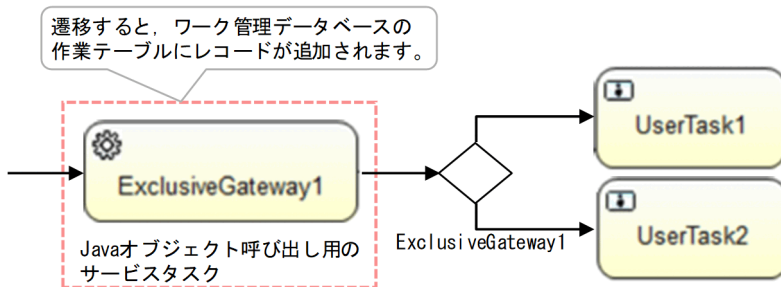 遷移すると，ワーク管理データベースの
作業テーブルにレコードが追加されます。
ExclusiveGateway1
Javaオブジェクト呼び出し用の
サービスタスク
ExclusiveGateway1
UserTask1
UserTask2